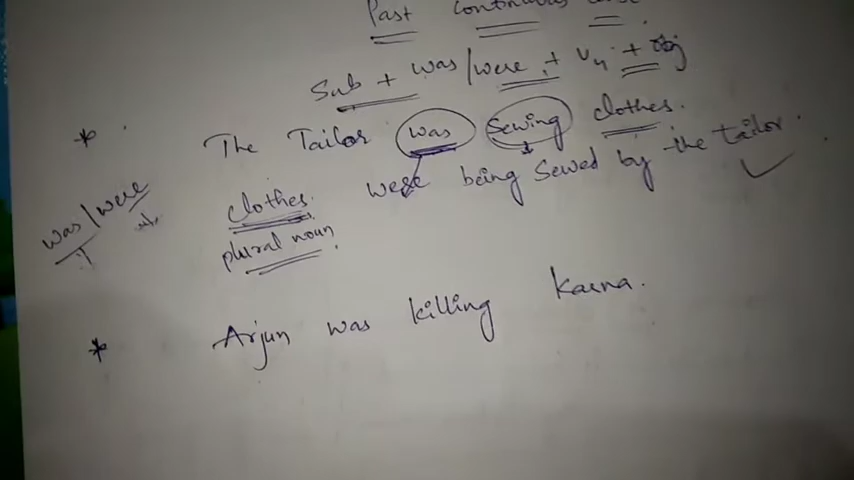 Past continuous
Sub + was/were + V4 + obj
* The Tailor was sewing clothes.
was/were
clothes were being sewed by the tailor.
plural noun
* Arjun was killing Karna.